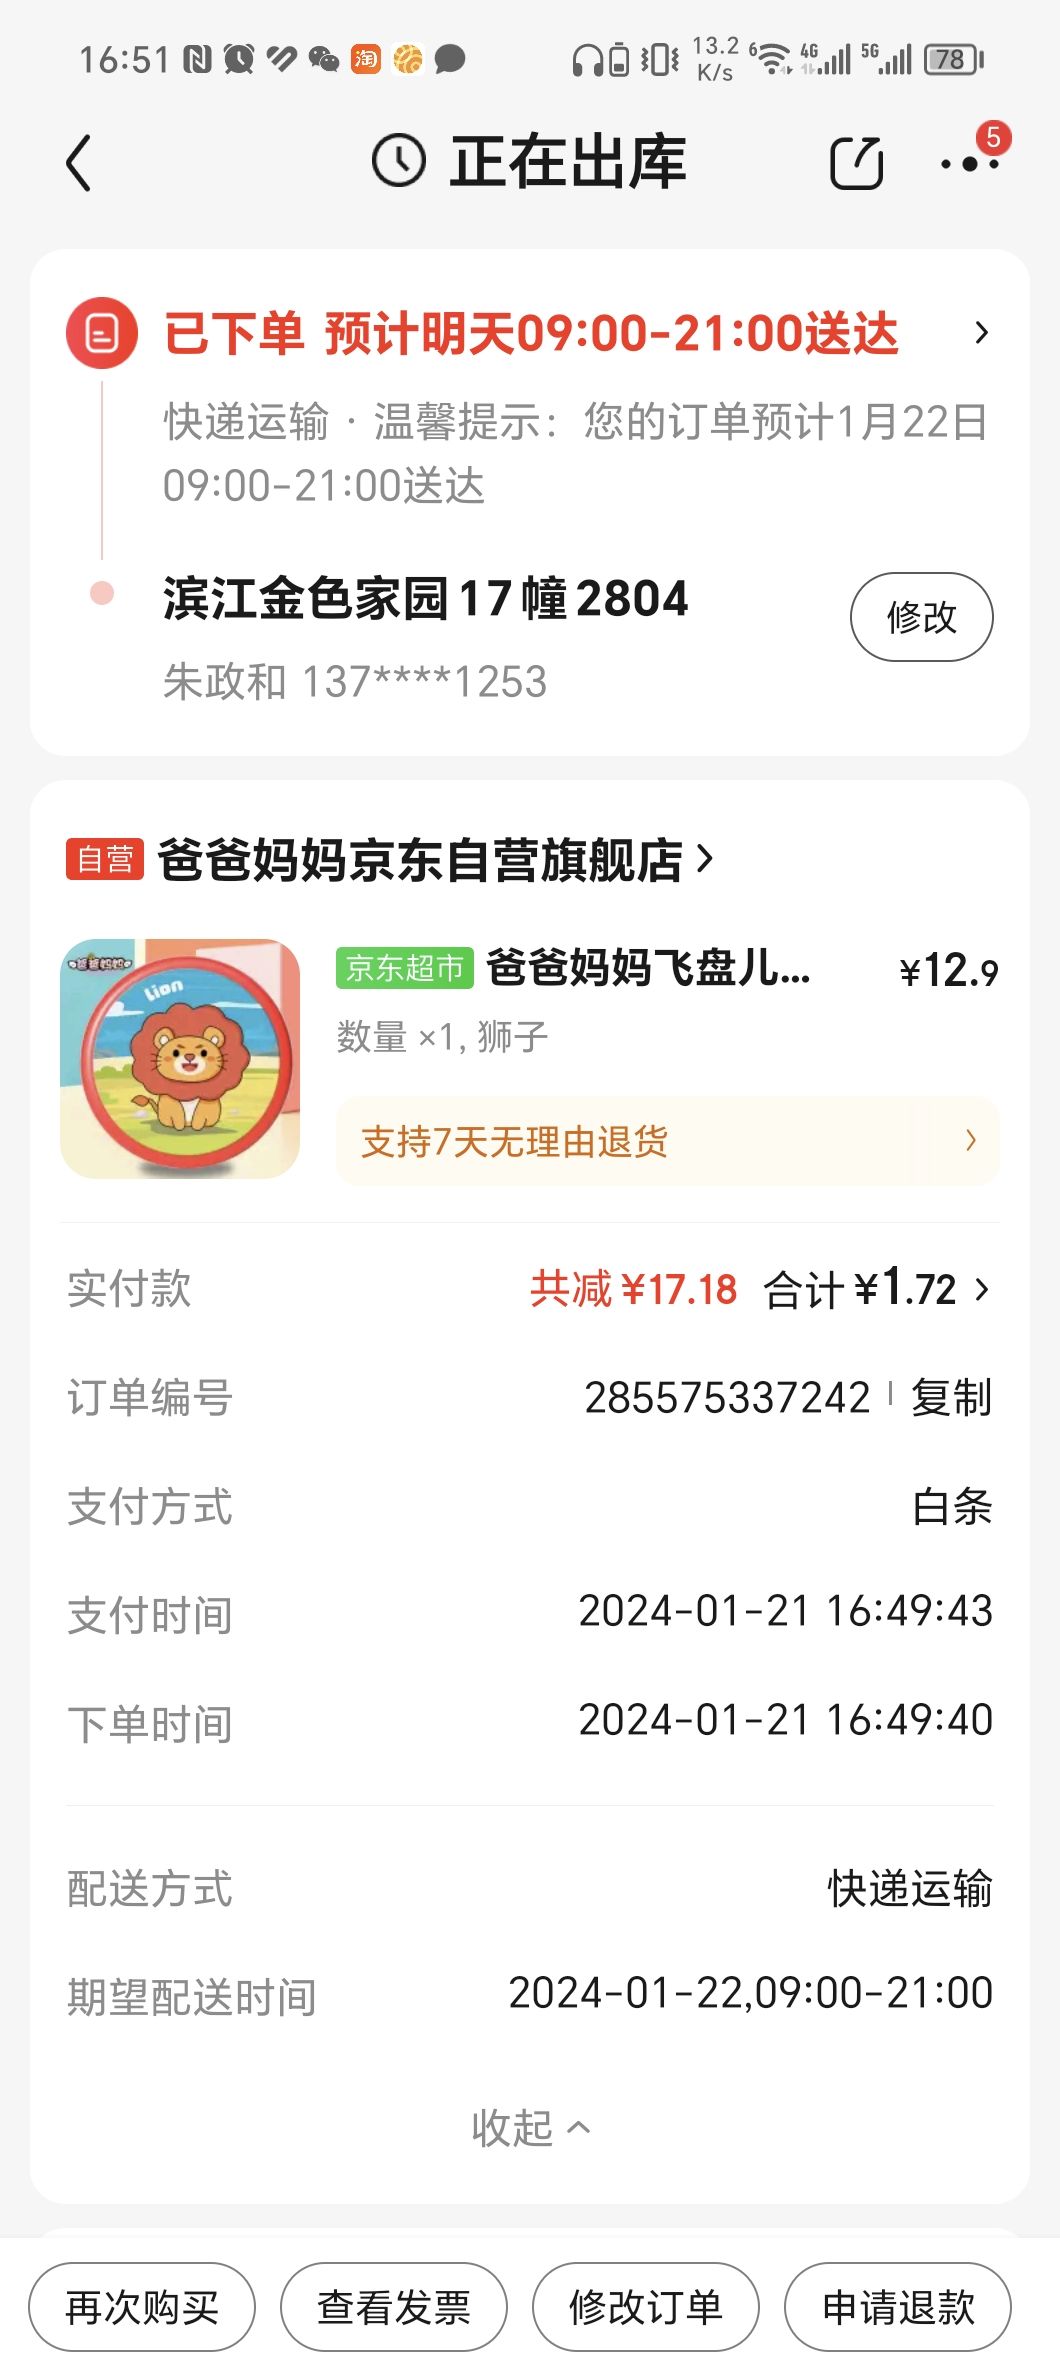 16:51
淘
13.2
K/s
6
4G
5G
78
正在出库
5
已下单 预计明天09:00-21:00送达
快递运输 · 温馨提示：您的订单预计1月22日
09:00-21:00送达
滨江金色家园17幢2804
修改
朱政和 137****1253
自营 爸爸妈妈京东自营旗舰店
爸爸妈妈
Lion
京东超市 爸爸妈妈飞盘儿... ¥12.9
数量 ×1, 狮子
支持7天无理由退货
实付款 共减 ¥17.18 合计 ¥1.72
订单编号 285575337242 复制
支付方式 白条
支付时间 2024-01-21 16:49:43
下单时间 2024-01-21 16:49:40
配送方式 快递运输
期望配送时间 2024-01-22,09:00-21:00
收起
再次购买 查看发票 修改订单 申请退款